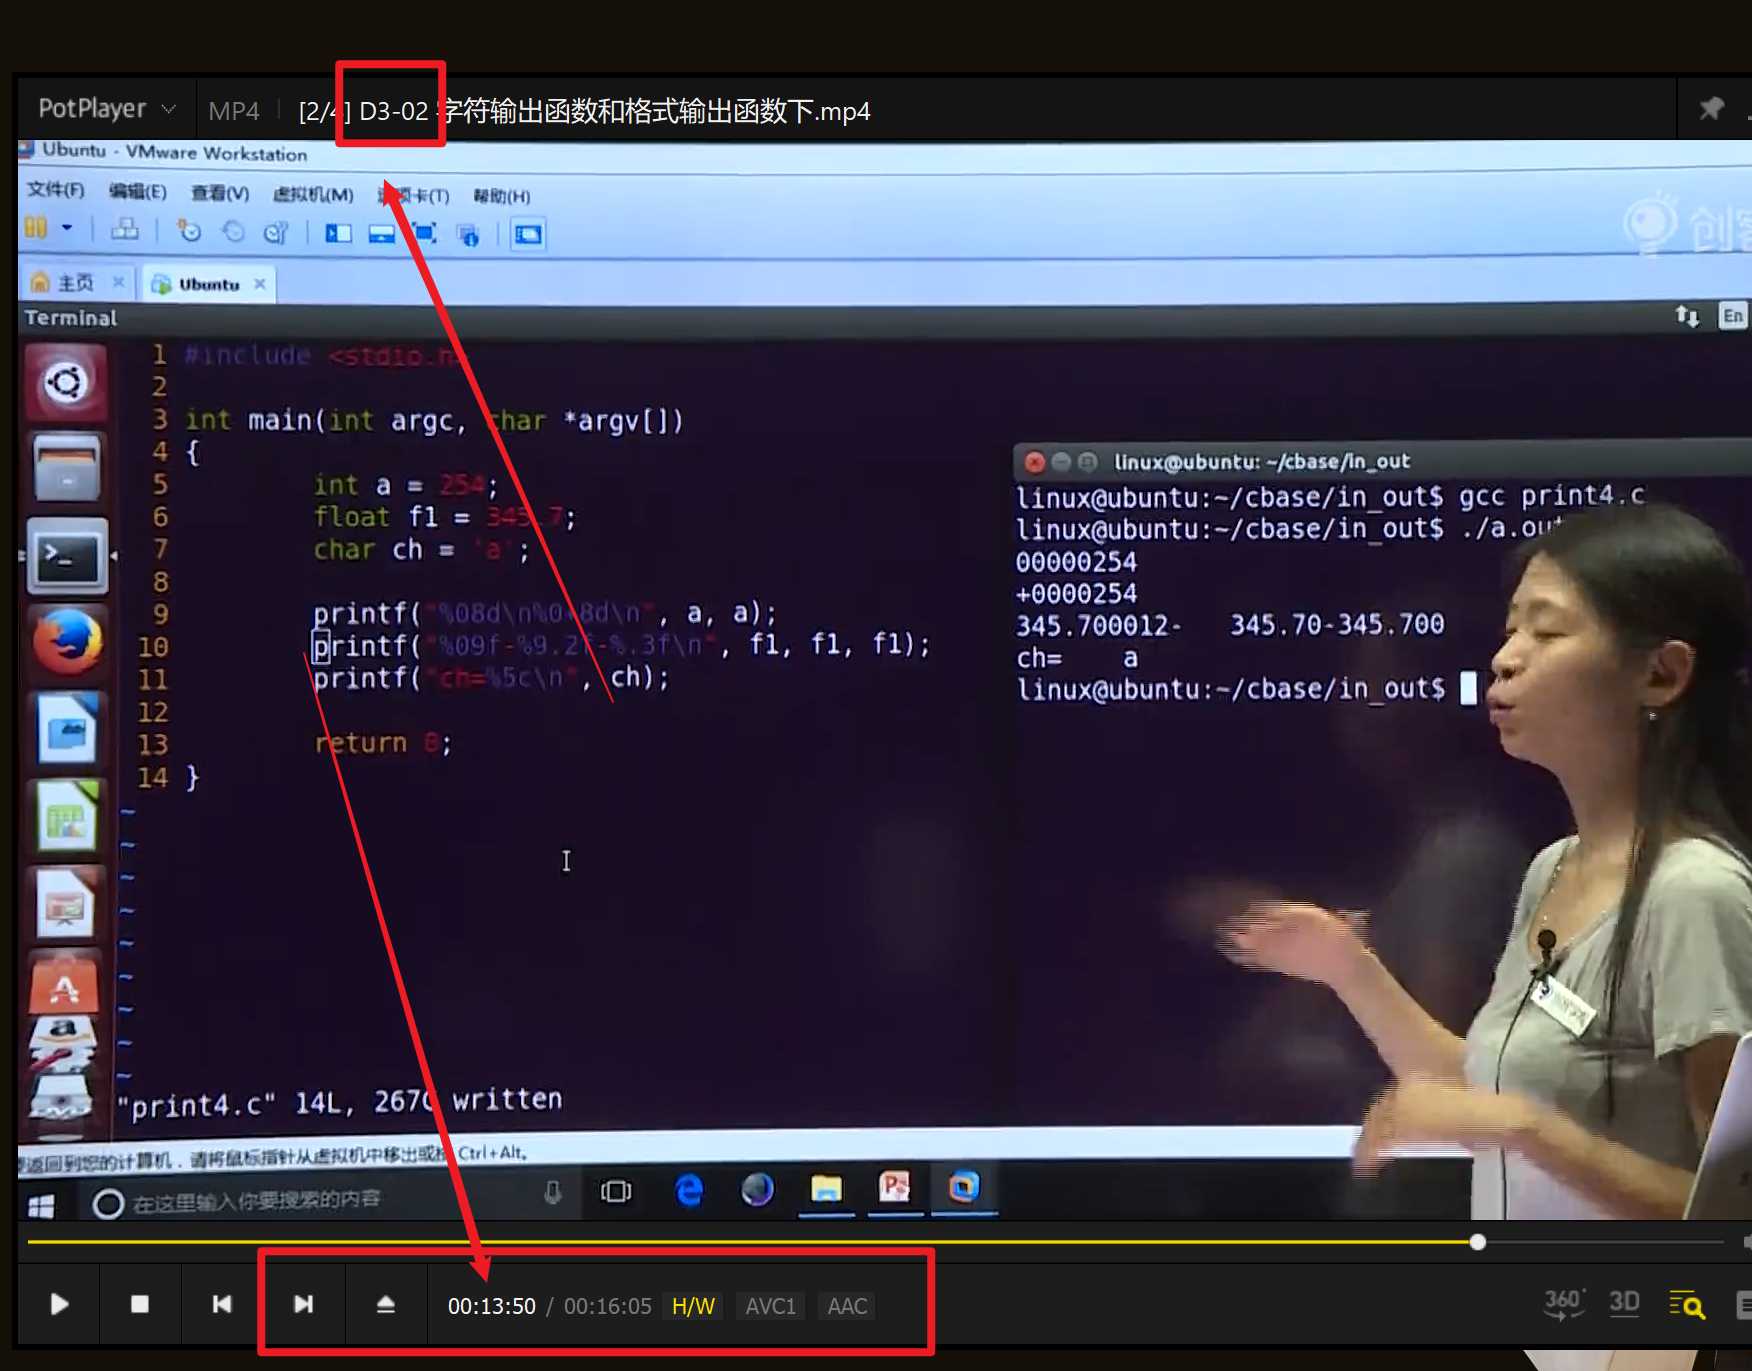 PotPlayer MP4 [2/4] D3-02 字符输出函数和格式输出函数下.mp4
Ubuntu - VMware Workstation
文件(F) 编辑(E) 查看(V) 虚拟机(M) 选项卡(T) 帮助(H)
创客
主页 Ubuntu
Terminal En
1 #include <stdio.h>
2
3 int main(int argc, char *argv[])
4 {
5 int a = 254;
6 float f1 = 345.7;
7 char ch = 'a';
8
9 printf("%08d\n%0+8d\n", a, a);
10 printf("%09f-%9.2f-%.3f\n", f1, f1, f1);
11 printf("ch=%5c\n", ch);
12
13 return 0;
14 }
~
~
~
~
~
~
~
~
~
"print4.c" 14L, 267C written
linux@ubuntu: ~/cbase/in_out
linux@ubuntu:~/cbase/in_out$ gcc print4.c
linux@ubuntu:~/cbase/in_out$ ./a.out
00000254
+0000254
345.700012- 345.70-345.700
ch= a
linux@ubuntu:~/cbase/in_out$
要返回到您的计算机，请将鼠标指针从虚拟机中移出或按 Ctrl+Alt。
在这里输入你要搜索的内容
00:13:50 / 00:16:05 H/W AVC1 AAC 360° 3D